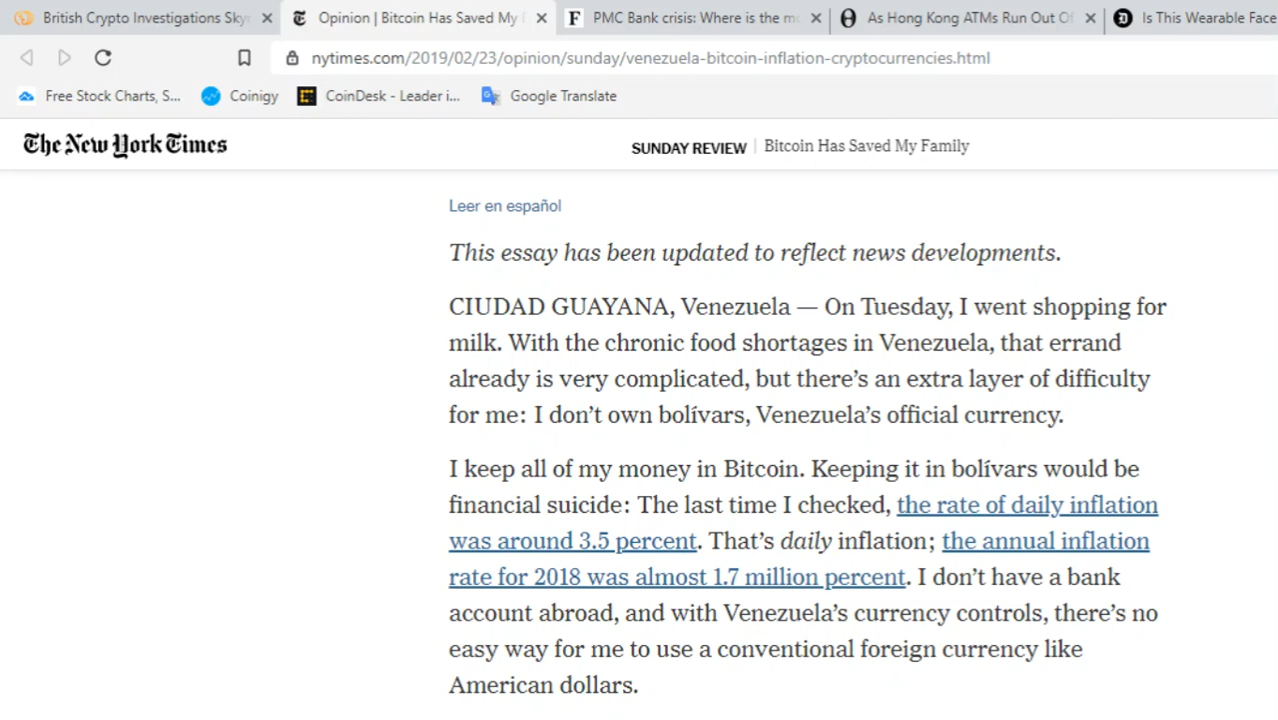 British Crypto Investigations Sky
Opinion | Bitcoin Has Saved My
PMC Bank crisis: Where is the
As Hong Kong ATMs Run Out
Is This Wearable Face
nytimes.com/2019/02/23/opinion/sunday/venezuela-bitcoin-inflation-cryptocurrencies.html
Free Stock Charts, S...
Coinigy
CoinDesk - Leader i...
Google Translate
The New York Times
SUNDAY REVIEW | Bitcoin Has Saved My Family
Leer en español
This essay has been updated to reflect news developments.
CIUDAD GUAYANA, Venezuela — On Tuesday, I went shopping for
milk. With the chronic food shortages in Venezuela, that errand
already is very complicated, but there’s an extra layer of difficulty
for me: I don’t own bolívars, Venezuela’s official currency.
I keep all of my money in Bitcoin. Keeping it in bolívars would be
financial suicide: The last time I checked, the rate of daily inflation
was around 3.5 percent. That’s daily inflation; the annual inflation
rate for 2018 was almost 1.7 million percent. I don’t have a bank
account abroad, and with Venezuela’s currency controls, there’s no
easy way for me to use a conventional foreign currency like
American dollars.